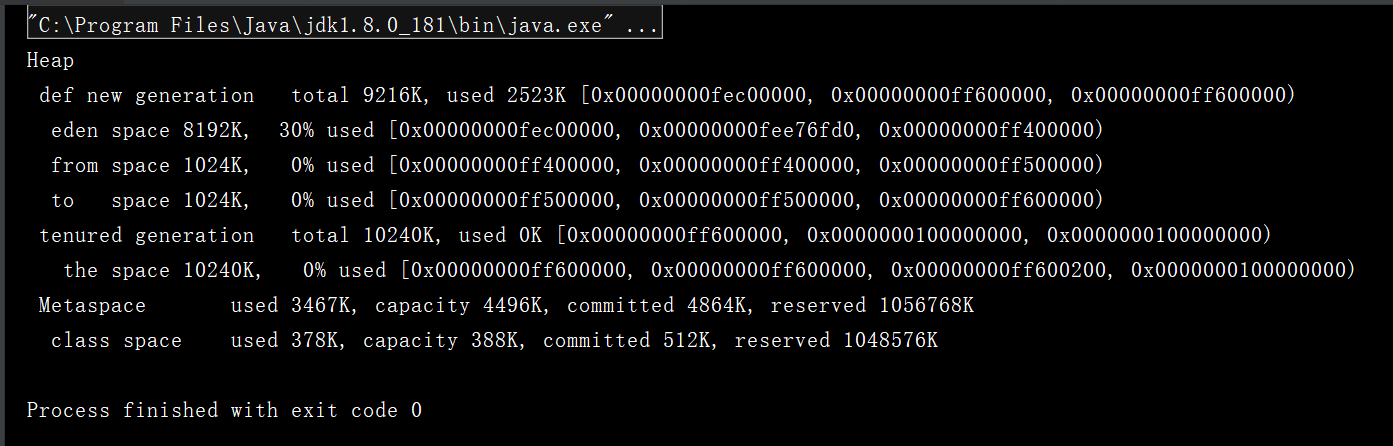 "C:\Program Files\Java\jdk1.8.0_181\bin\java.exe" ...
Heap
 def new generation   total 9216K, used 2523K [0x00000000fec00000, 0x00000000ff600000, 0x00000000ff600000)
  eden space 8192K,  30% used [0x00000000fec00000, 0x00000000fee76fd0, 0x00000000ff400000)
  from space 1024K,   0% used [0x00000000ff400000, 0x00000000ff400000, 0x00000000ff500000)
  to   space 1024K,   0% used [0x00000000ff500000, 0x00000000ff500000, 0x00000000ff600000)
 tenured generation   total 10240K, used 0K [0x00000000ff600000, 0x0000000100000000, 0x0000000100000000)
   the space 10240K,   0% used [0x00000000ff600000, 0x00000000ff600000, 0x00000000ff600200, 0x0000000100000000)
 Metaspace       used 3467K, capacity 4496K, committed 4864K, reserved 1056768K
  class space    used 378K, capacity 388K, committed 512K, reserved 1048576K
Process finished with exit code 0